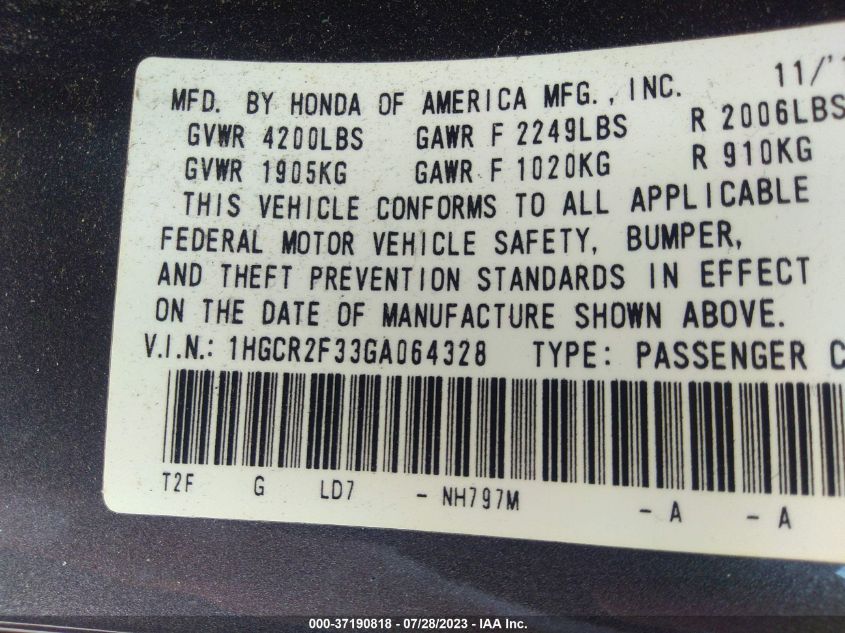 MFD. BY HONDA OF AMERICA MFG., INC. 11/'
GVWR 4200LBS GAWR F 2249LBS R 2006LBS
GVWR 1905KG GAWR F 1020KG R 910KG
THIS VEHICLE CONFORMS TO ALL APPLICABLE
FEDERAL MOTOR VEHICLE SAFETY, BUMPER,
AND THEFT PREVENTION STANDARDS IN EFFECT
ON THE DATE OF MANUFACTURE SHOWN ABOVE.
V.I.N.: 1HGCR2F33GA064328 TYPE: PASSENGER C
T2F G LD7 - NH797M - A - A
000-37190818 - 07/28/2023 - IAA Inc.